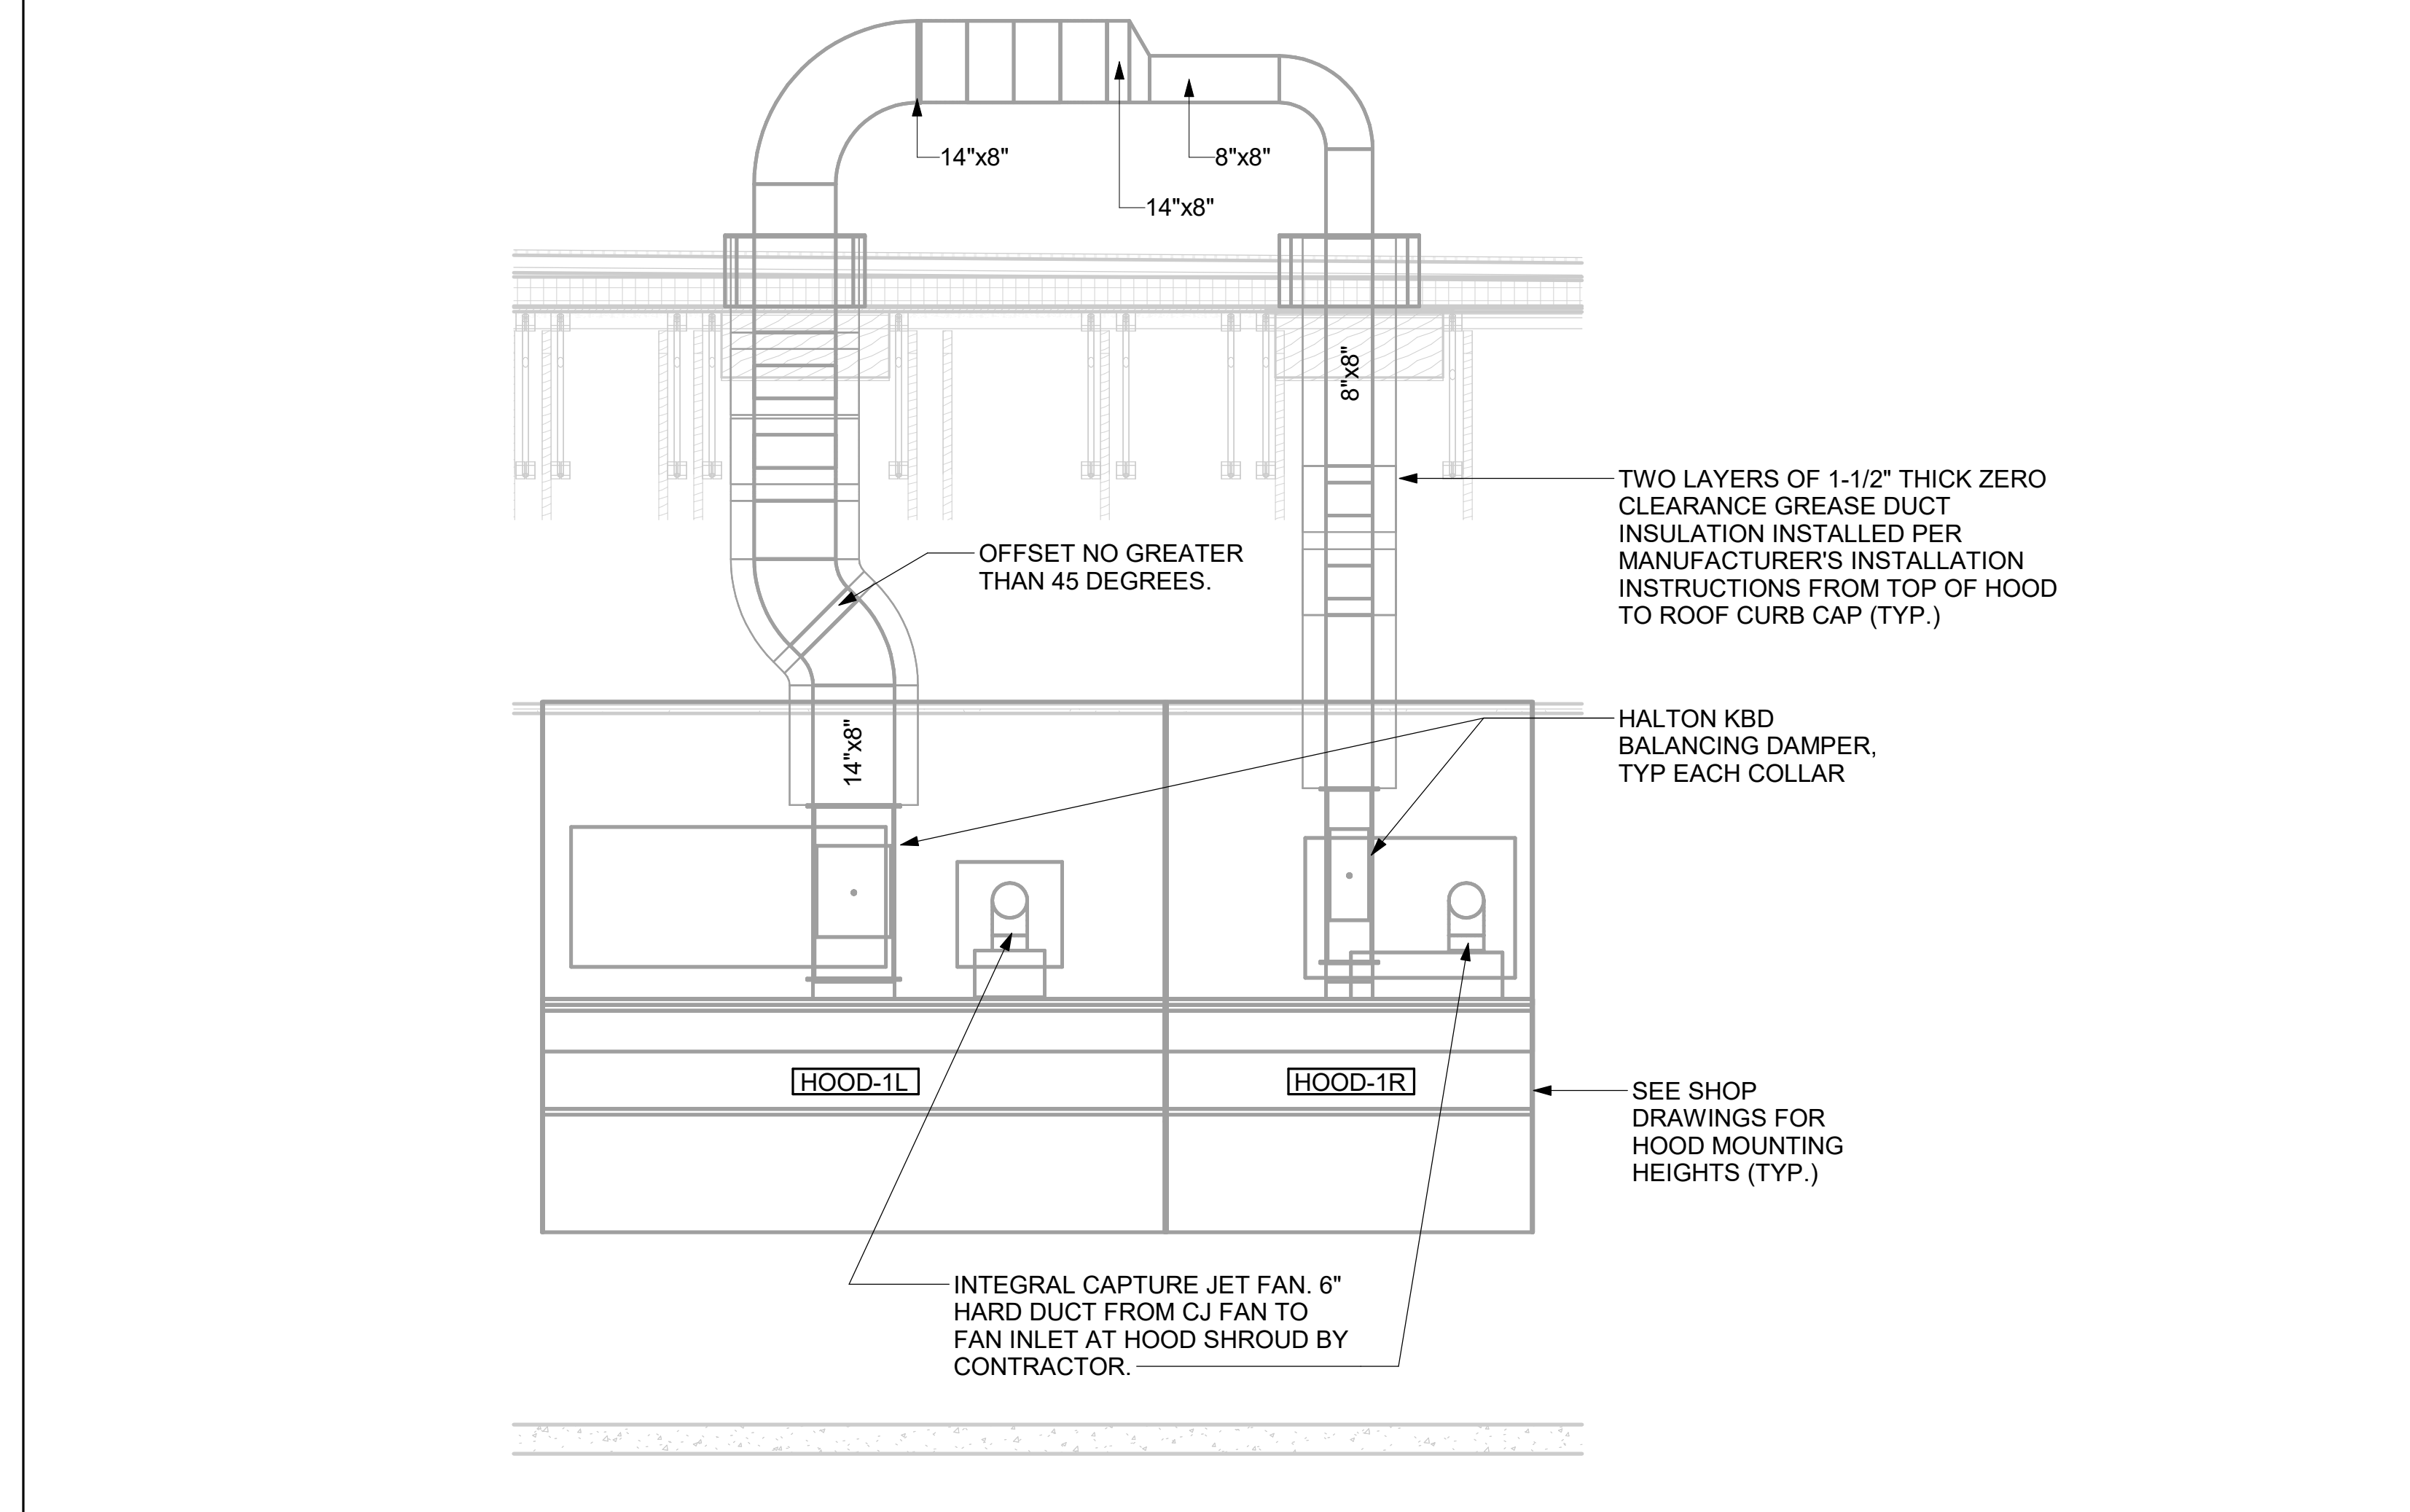 14"x8"
8"x8"
14"x8"
8"x8"
TWO LAYERS OF 1-1/2" THICK ZERO
CLEARANCE GREASE DUCT
INSULATION INSTALLED PER
MANUFACTURER'S INSTALLATION
INSTRUCTIONS FROM TOP OF HOOD
TO ROOF CURB CAP (TYP.)
OFFSET NO GREATER
THAN 45 DEGREES.
14"x8"
HALTON KBD
BALANCING DAMPER,
TYP EACH COLLAR
HOOD-1L
HOOD-1R
SEE SHOP
DRAWINGS FOR
HOOD MOUNTING
HEIGHTS (TYP.)
INTEGRAL CAPTURE JET FAN. 6"
HARD DUCT FROM CJ FAN TO
FAN INLET AT HOOD SHROUD BY
CONTRACTOR.